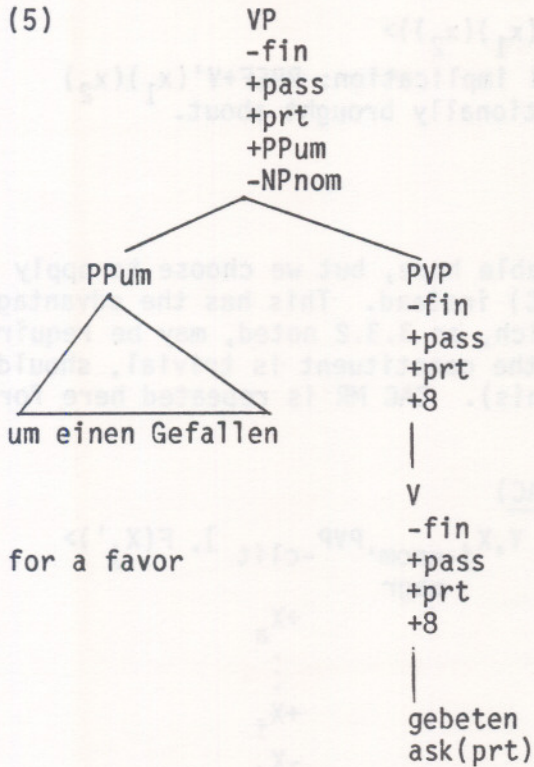 (5) VP
-fin
+pass
+prt
+PPum
-NPnom
PPum PVP
-fin
+pass
+prt
+8
um einen Gefallen
V
-fin
for a favor +pass
+prt
+8
gebeten
ask(prt)